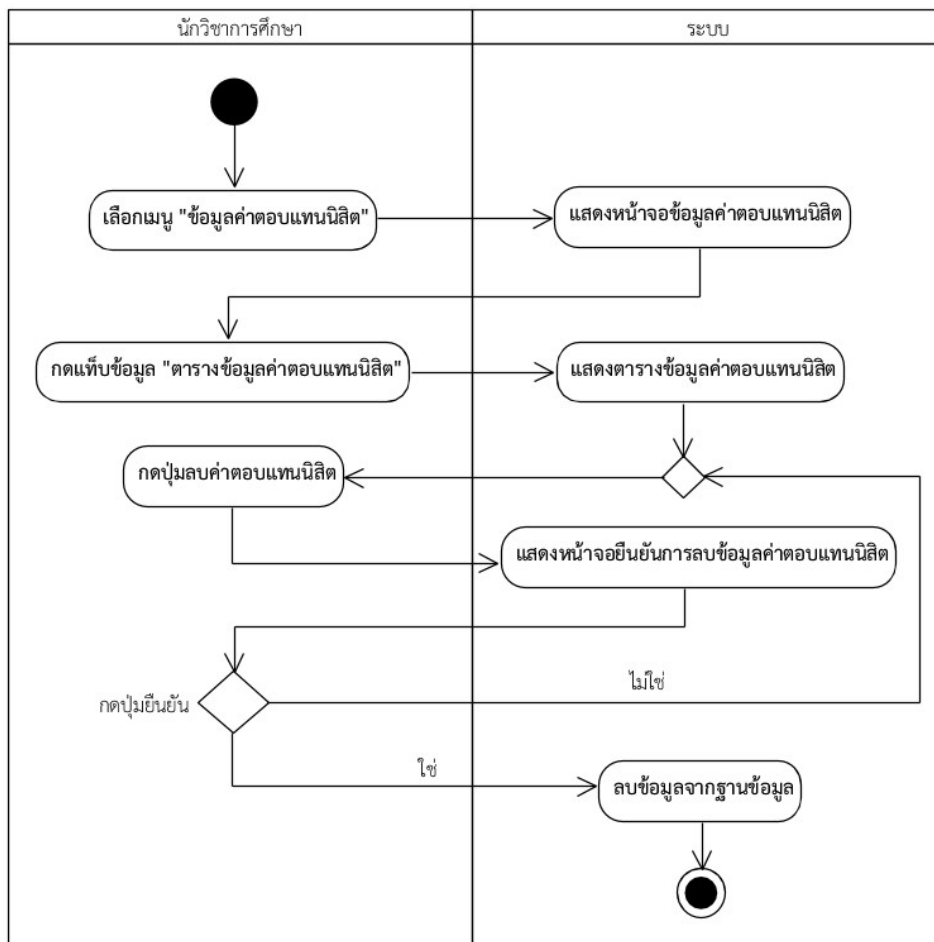 นักวิชาการศึกษา
ระบบ
เลือกเมนู "ข้อมูลค่าตอบแทนนิสิต"
แสดงหน้าจอข้อมูลค่าตอบแทนนิสิต
กดแท็บข้อมูล "ตารางข้อมูลค่าตอบแทนนิสิต"
แสดงตารางข้อมูลค่าตอบแทนนิสิต
กดปุ่มลบค่าตอบแทนนิสิต
แสดงหน้าจอยืนยันการลบข้อมูลค่าตอบแทนนิสิต
กดปุ่มยืนยัน
ไม่ใช่
ใช่
ลบข้อมูลจากฐานข้อมูล